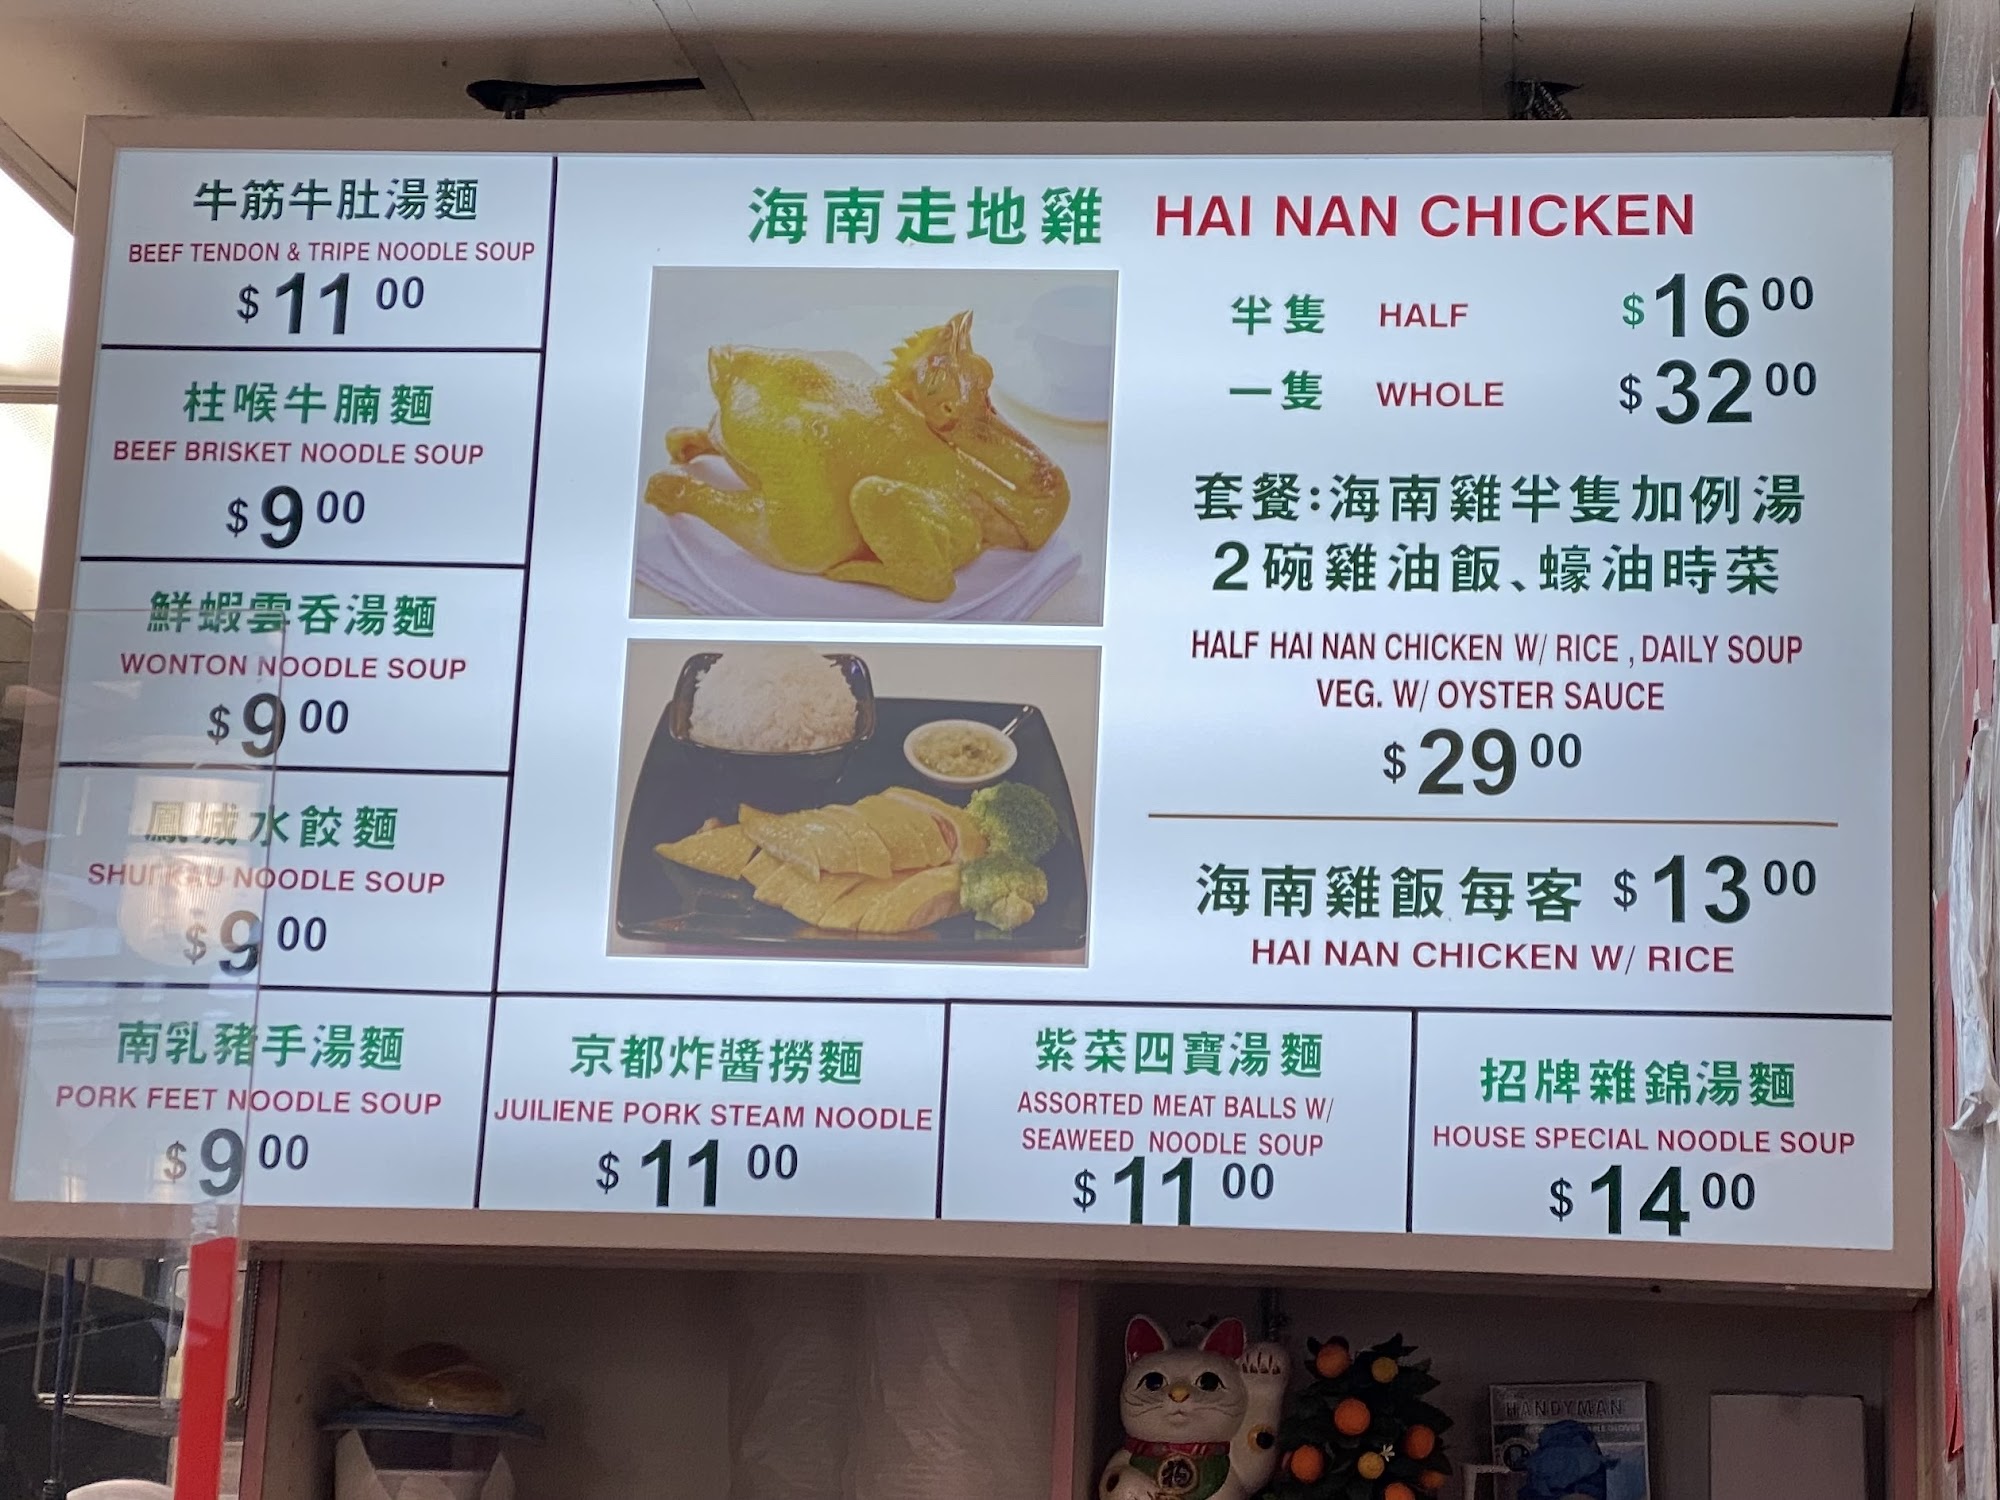 牛筋牛肚湯麵
BEEF TENDON & TRIPE NOODLE SOUP
$11 00
柱喉牛腩麵
BEEF BRISKET NOODLE SOUP
$9 00
鮮蝦雲吞湯麵
WONTON NOODLE SOUP
$9 00
鳳城水餃麵
SHUI KAU NOODLE SOUP
$9 00
南乳豬手湯麵
PORK FEET NOODLE SOUP
$9 00
海南走地雞 HAI NAN CHICKEN
半隻 HALF $16 00
一隻 WHOLE $32 00
套餐:海南雞半隻加例湯
2碗雞油飯、蠔油時菜
HALF HAI NAN CHICKEN W/ RICE , DAILY SOUP
VEG. W/ OYSTER SAUCE
$29 00
海南雞飯每客 $13 00
HAI NAN CHICKEN W/ RICE
京都炸醬撈麵
JUILIENE PORK STEAM NOODLE
$11 00
紫菜四寶湯麵
ASSORTED MEAT BALLS W/
SEAWEED NOODLE SOUP
$11 00
招牌雜錦湯麵
HOUSE SPECIAL NOODLE SOUP
$14 00
HANDYMAN